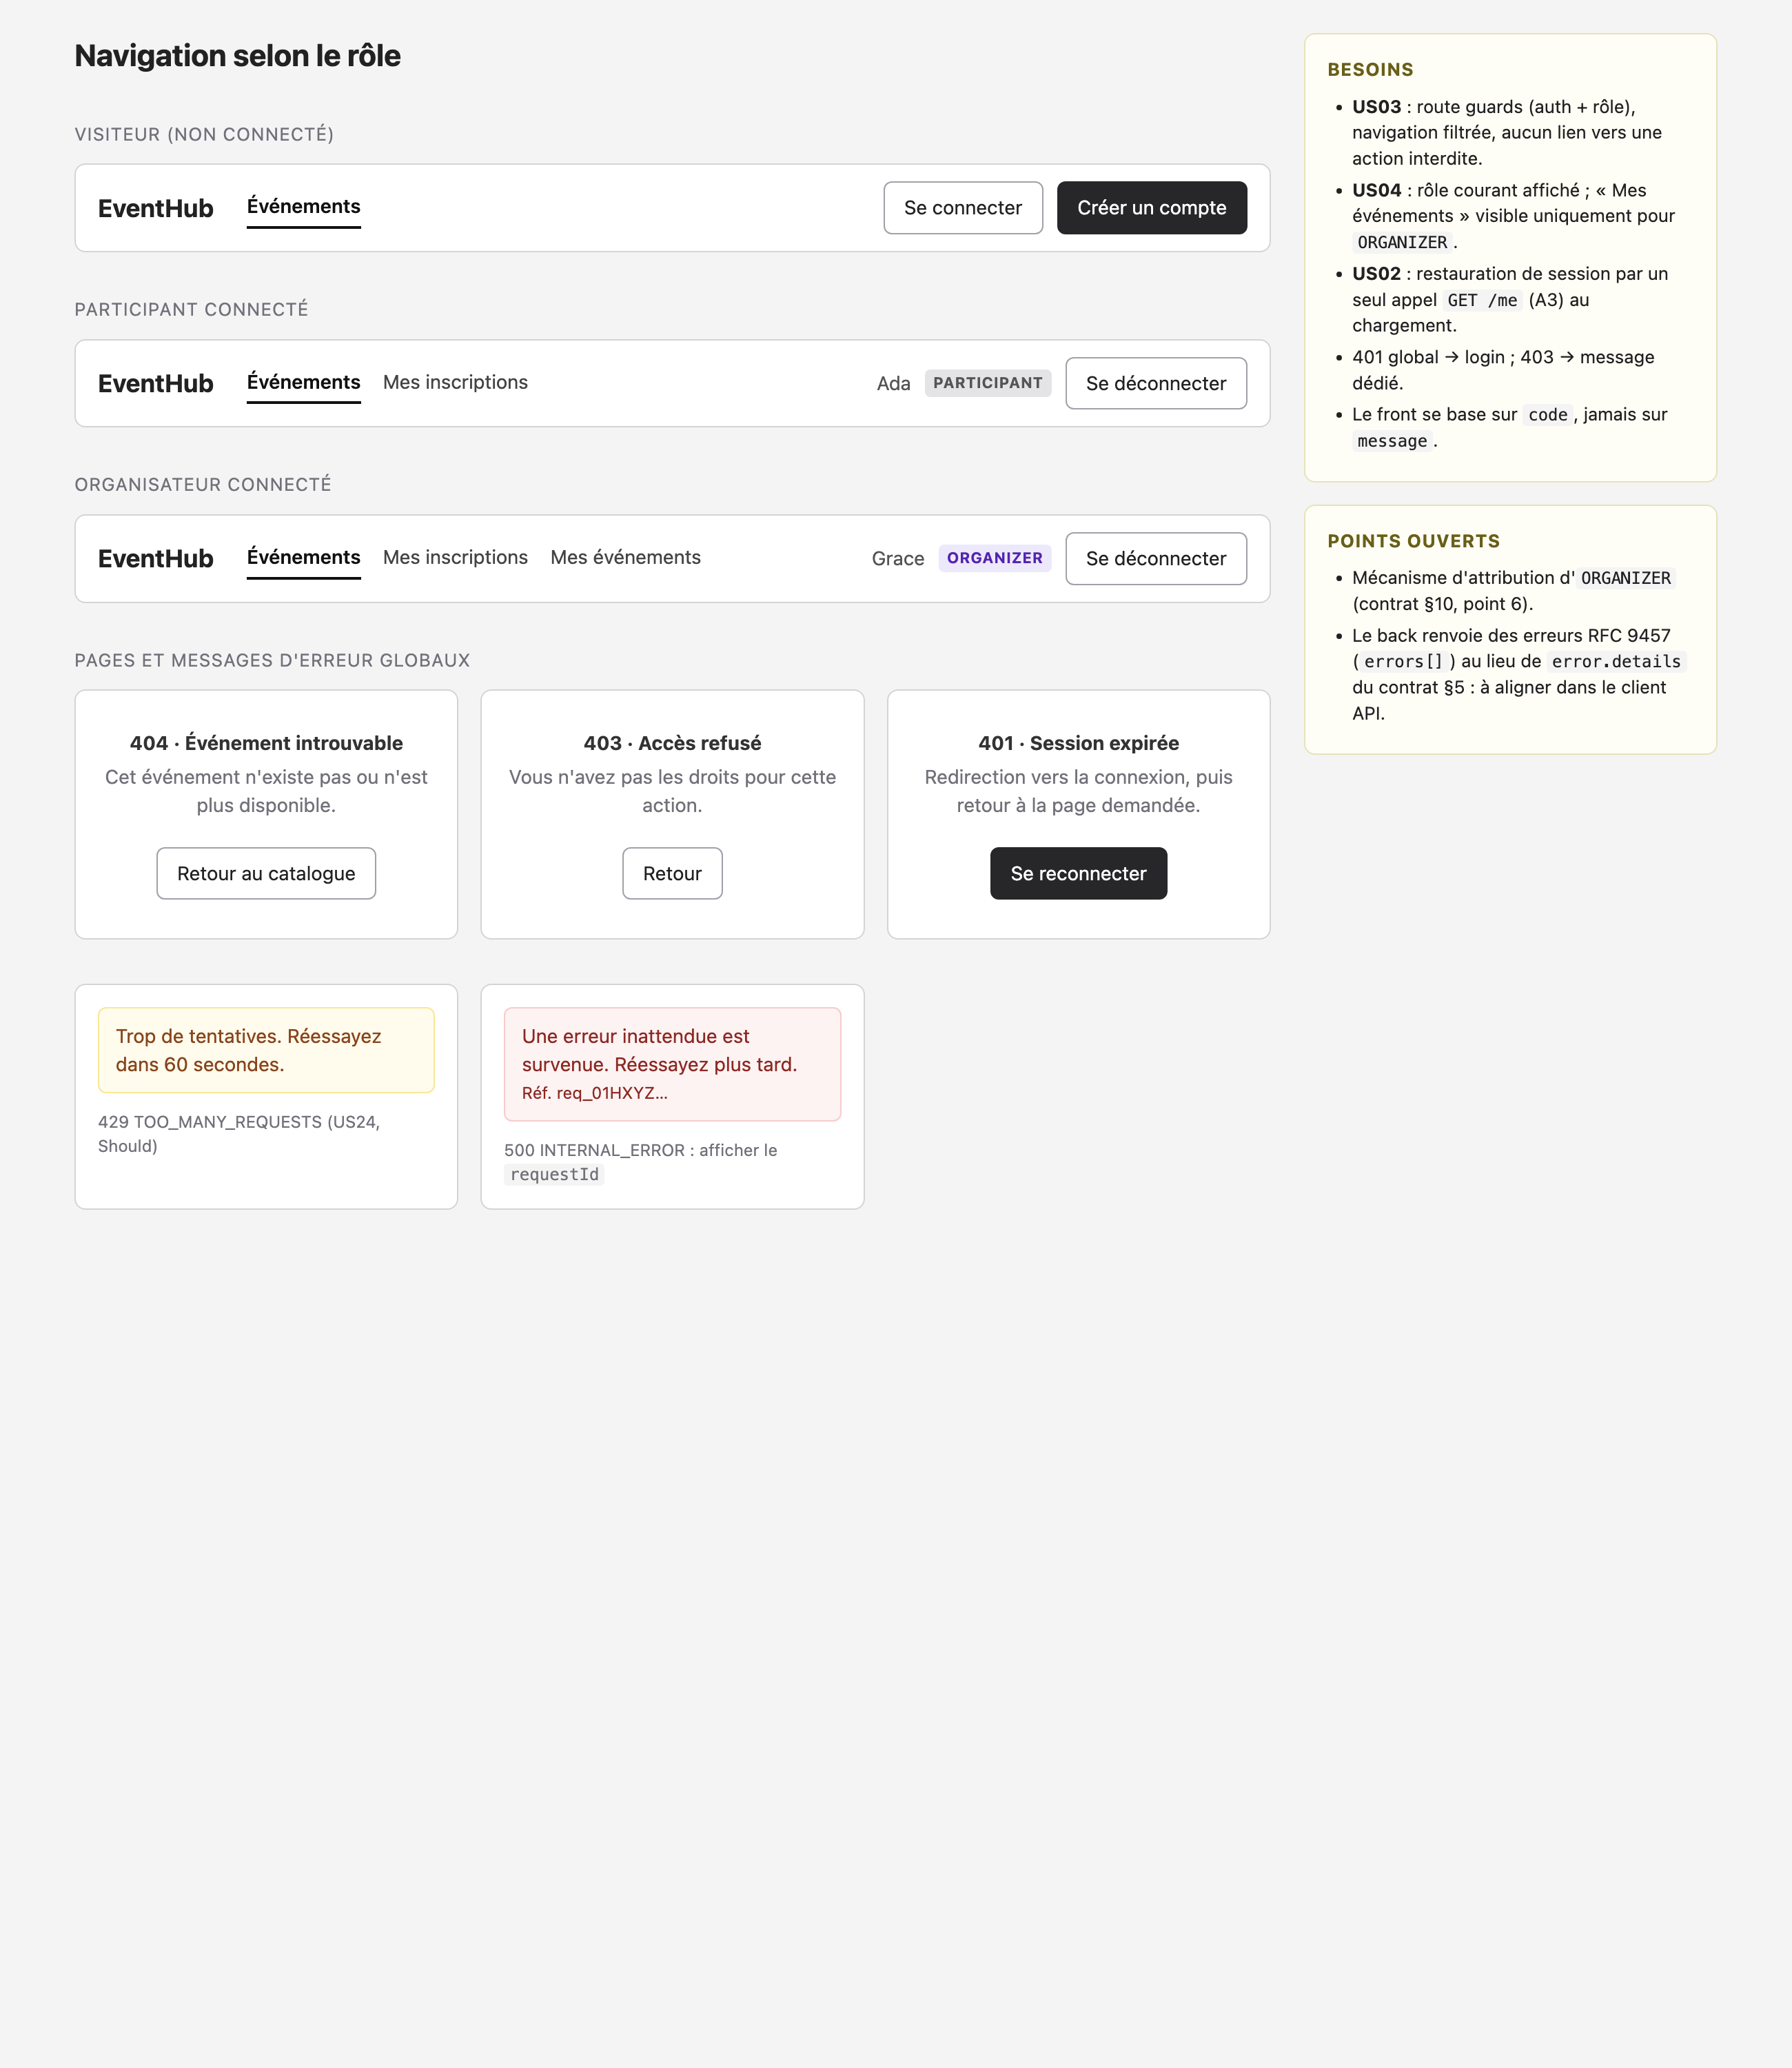 Navigation selon le rôle
VISITEUR (NON CONNECTÉ)
EventHub Événements Se connecter Créer un compte
PARTICIPANT CONNECTÉ
EventHub Événements Mes inscriptions Ada PARTICIPANT Se déconnecter
ORGANISATEUR CONNECTÉ
EventHub Événements Mes inscriptions Mes événements Grace ORGANIZER Se déconnecter
PAGES ET MESSAGES D'ERREUR GLOBAUX
404 · Événement introuvable
Cet événement n'existe pas ou n'est
plus disponible.
Retour au catalogue
403 · Accès refusé
Vous n'avez pas les droits pour cette
action.
Retour
401 · Session expirée
Redirection vers la connexion, puis
retour à la page demandée.
Se reconnecter
Trop de tentatives. Réessayez
dans 60 secondes.
429 TOO_MANY_REQUESTS (US24,
Should)
Une erreur inattendue est
survenue. Réessayez plus tard.
Réf. req_01HXYZ…
500 INTERNAL_ERROR : afficher le
requestId
BESOINS
• US03 : route guards (auth + rôle),
navigation filtrée, aucun lien vers une
action interdite.
• US04 : rôle courant affiché ; « Mes
événements » visible uniquement pour
ORGANIZER.
• US02 : restauration de session par un
seul appel GET /me (A3) au
chargement.
• 401 global → login ; 403 → message
dédié.
• Le front se base sur code, jamais sur
message.
POINTS OUVERTS
• Mécanisme d'attribution d'ORGANIZER
(contrat §10, point 6).
• Le back renvoie des erreurs RFC 9457
(errors[]) au lieu de error.details
du contrat §5 : à aligner dans le client
API.